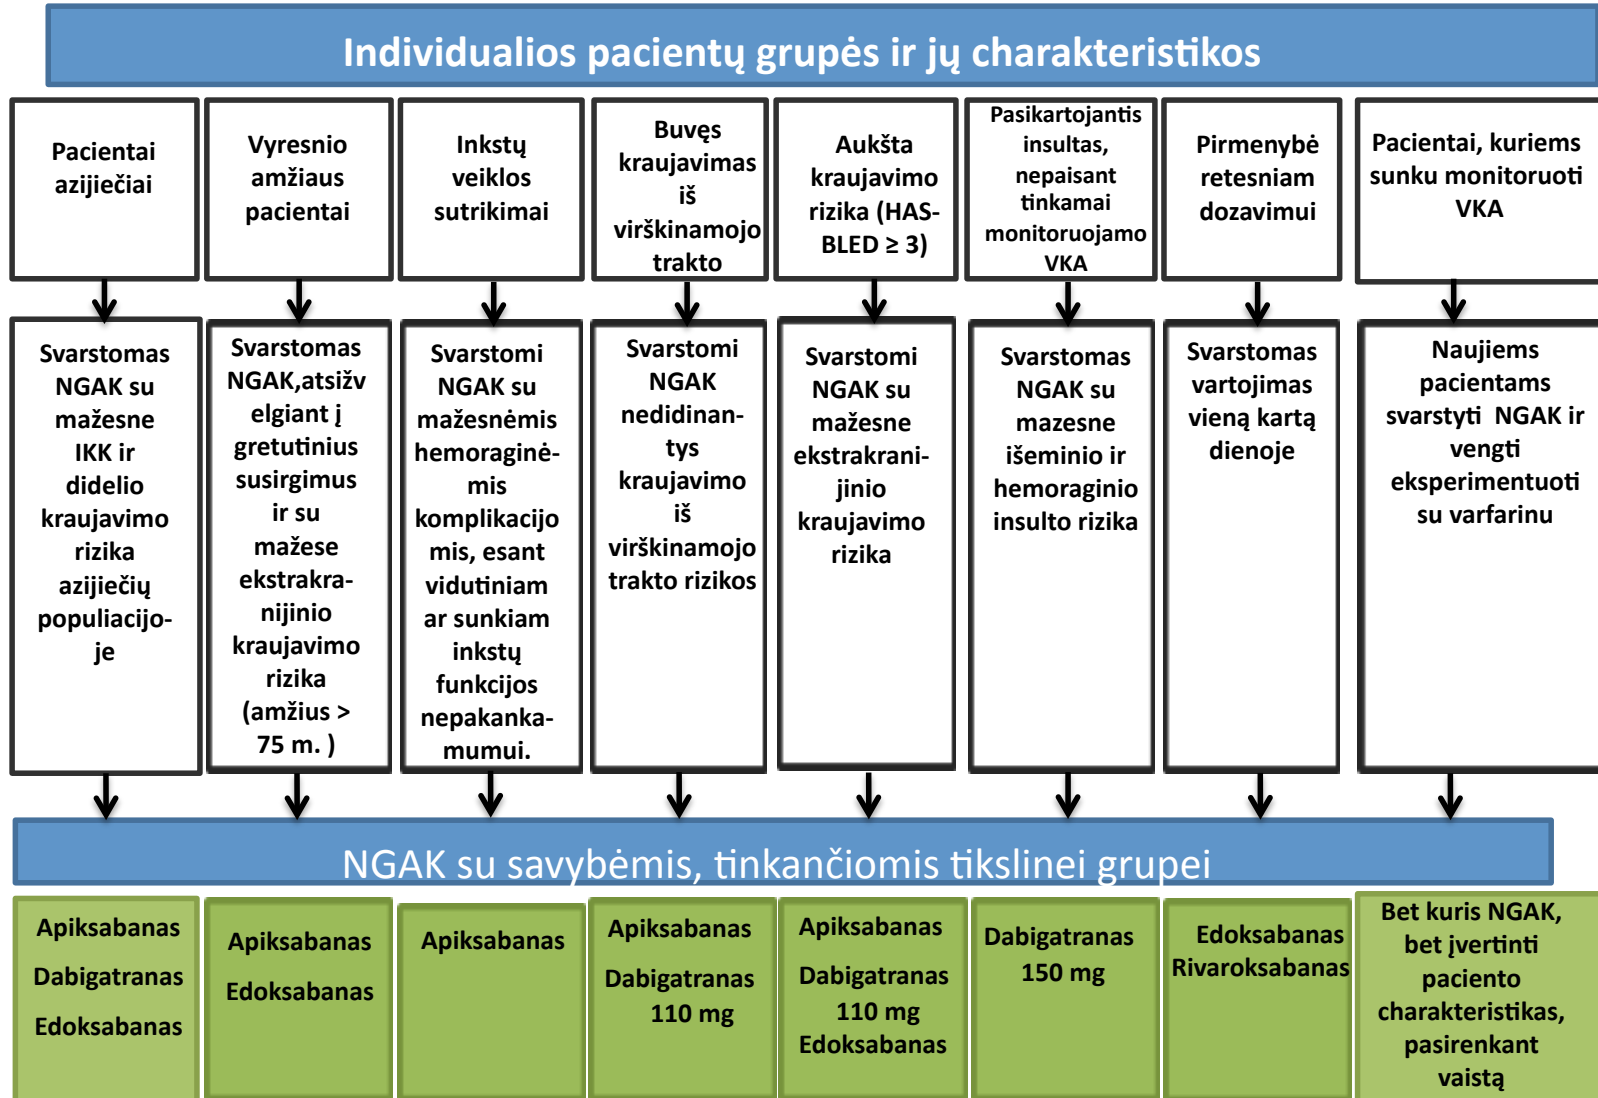 Individualios pacientų grupės ir jų charakteristikos
Pacientai
azijiečiai
Vyresnio
amžiaus
pacientai
Inkstų
veiklos
sutrikimai
Buvęs
kraujavimas
iš
virškinamojo
trakto
Aukšta
kraujavimo
rizika (HAS-
BLED ≥ 3)
Pasikartojantis
insultas,
nepaisant
tinkamai
monitoruojamo
VKA
Pirmenybė
retesniam
dozavimui
Pacientai, kuriems
sunku monitoruoti
VKA
Svarstomas
NGAK su
mažesne
IKK ir
didelio
kraujavimo
rizika
azijiečių
populiacijo-
je
Svarstomas
NGAK,atsižv
elgiant į
gretutinius
susirgimus
ir su
mažese
ekstrakra-
nijinio
kraujavimo
rizika
(amžius >
75 m. )
Svarstomi
NGAK su
mažesnėmis
hemoraginė-
mis
komplikacijo
mis, esant
vidutiniam
ar sunkiam
inkstų
funkcijos
nepakanka-
mumui.
Svarstomi
NGAK
nedidinan-
tys
kraujavimo
iš
virškinamojo
trakto rizikos
Svarstomi
NGAK su
mažesne
ekstrakrani-
jinio
kraujavimo
rizika
Svarstomas
NGAK su
mazesne
išeminio ir
hemoraginio
insulto rizika
Svarstomas
vartojimas
vieną kartą
dienoje
Naujiems
pacientams
svarstyti NGAK ir
vengti
eksperimentuoti
su varfarinu
NGAK su savybėmis, tinkančiomis tikslinei grupei
Apiksabanas
Dabigatranas
Edoksabanas
Apiksabanas
Edoksabanas
Apiksabanas
Apiksabanas
Dabigatranas
110 mg
Apiksabanas
Dabigatranas
110 mg
Edoksabanas
Dabigatranas
150 mg
Edoksabanas
Rivaroksabanas
Bet kuris NGAK,
bet įvertinti
paciento
charakteristikas,
pasirenkant
vaistą